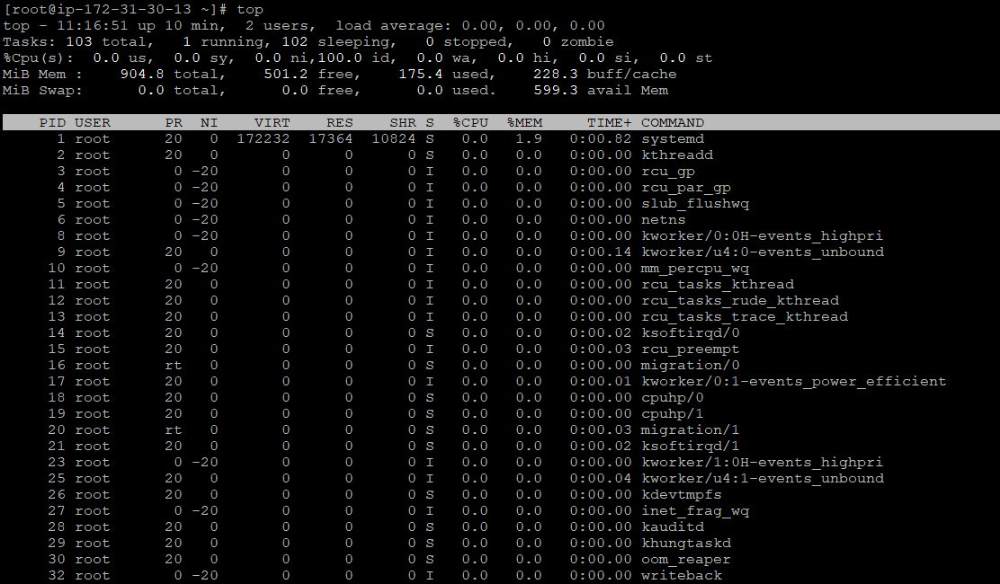 [root@ip-172-31-30-13 ~]# top
top - 11:16:51 up 10 min,  2 users,  load average: 0.00, 0.00, 0.00
Tasks: 103 total,   1 running, 102 sleeping,   0 stopped,   0 zombie
%Cpu(s):  0.0 us,  0.0 sy,  0.0 ni,100.0 id,  0.0 wa,  0.0 hi,  0.0 si,  0.0 st
MiB Mem :    904.8 total,    501.2 free,    175.4 used,    228.3 buff/cache
MiB Swap:      0.0 total,      0.0 free,      0.0 used.    599.3 avail Mem
PID USER      PR  NI    VIRT    RES    SHR S  %CPU  %MEM     TIME+ COMMAND
1 root      20   0  172232  17364  10824 S   0.0   1.9   0:00.82 systemd
2 root      20   0       0      0      0 S   0.0   0.0   0:00.00 kthreadd
3 root       0 -20       0      0      0 I   0.0   0.0   0:00.00 rcu_gp
4 root       0 -20       0      0      0 I   0.0   0.0   0:00.00 rcu_par_gp
5 root       0 -20       0      0      0 I   0.0   0.0   0:00.00 slub_flushwq
6 root       0 -20       0      0      0 I   0.0   0.0   0:00.00 netns
8 root       0 -20       0      0      0 I   0.0   0.0   0:00.00 kworker/0:0H-events_highpri
9 root      20   0       0      0      0 I   0.0   0.0   0:00.14 kworker/u4:0-events_unbound
10 root       0 -20       0      0      0 I   0.0   0.0   0:00.00 mm_percpu_wq
11 root      20   0       0      0      0 I   0.0   0.0   0:00.00 rcu_tasks_kthread
12 root      20   0       0      0      0 I   0.0   0.0   0:00.00 rcu_tasks_rude_kthread
13 root      20   0       0      0      0 I   0.0   0.0   0:00.00 rcu_tasks_trace_kthread
14 root      20   0       0      0      0 S   0.0   0.0   0:00.02 ksoftirqd/0
15 root      20   0       0      0      0 I   0.0   0.0   0:00.03 rcu_preempt
16 root      rt   0       0      0      0 S   0.0   0.0   0:00.00 migration/0
17 root      20   0       0      0      0 I   0.0   0.0   0:00.01 kworker/0:1-events_power_efficient
18 root      20   0       0      0      0 S   0.0   0.0   0:00.00 cpuhp/0
19 root      20   0       0      0      0 S   0.0   0.0   0:00.00 cpuhp/1
20 root      rt   0       0      0      0 S   0.0   0.0   0:00.03 migration/1
21 root      20   0       0      0      0 S   0.0   0.0   0:00.02 ksoftirqd/1
23 root       0 -20       0      0      0 I   0.0   0.0   0:00.00 kworker/1:0H-events_highpri
25 root      20   0       0      0      0 I   0.0   0.0   0:00.04 kworker/u4:1-events_unbound
26 root      20   0       0      0      0 S   0.0   0.0   0:00.00 kdevtmpfs
27 root       0 -20       0      0      0 I   0.0   0.0   0:00.00 inet_frag_wq
28 root      20   0       0      0      0 S   0.0   0.0   0:00.00 kauditd
29 root      20   0       0      0      0 S   0.0   0.0   0:00.00 khungtaskd
30 root      20   0       0      0      0 S   0.0   0.0   0:00.00 oom_reaper
32 root       0 -20       0      0      0 I   0.0   0.0   0:00.00 writeback